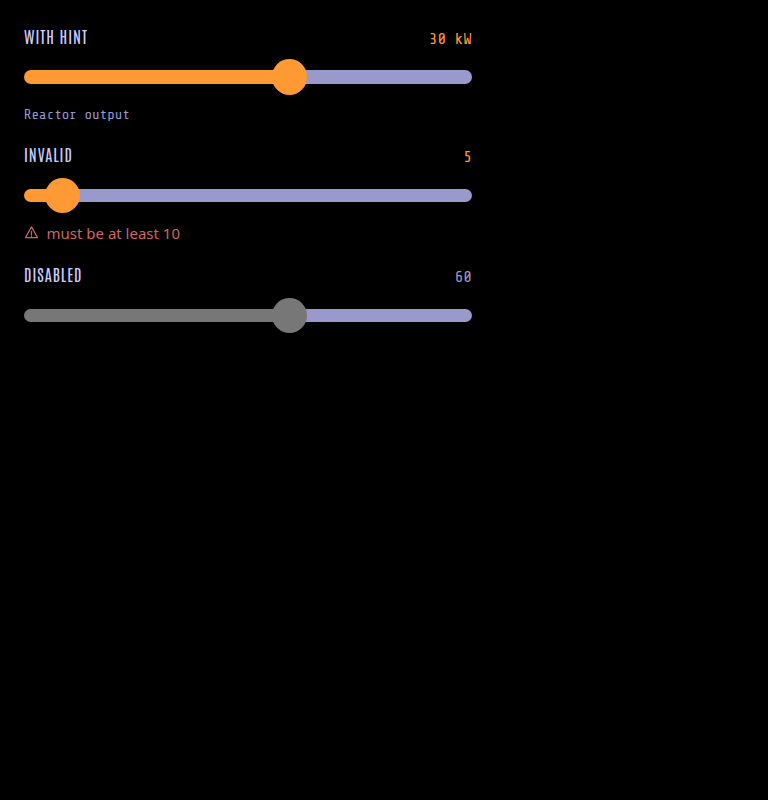 WITH HINT 30 kW
Reactor output
INVALID 5
⚠ must be at least 10
DISABLED 60